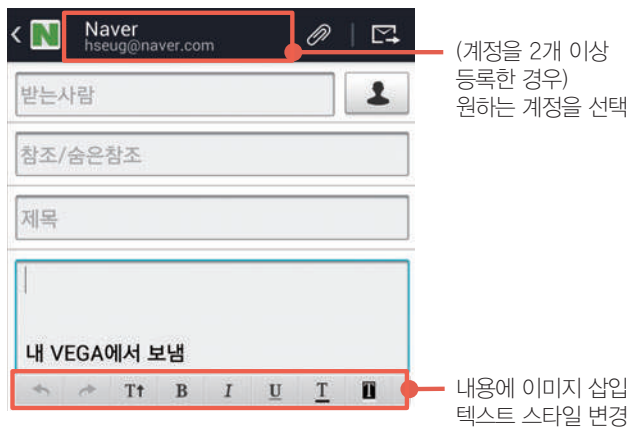 Naver
hseug@naver.com
(계정을 2개 이상
등록한 경우)
원하는 계정을 선택
받는사람
참조/숨은참조
제목
내 VEGA에서 보냄
T↑ B I U T T
내용에 이미지 삽입
텍스트 스타일 변경